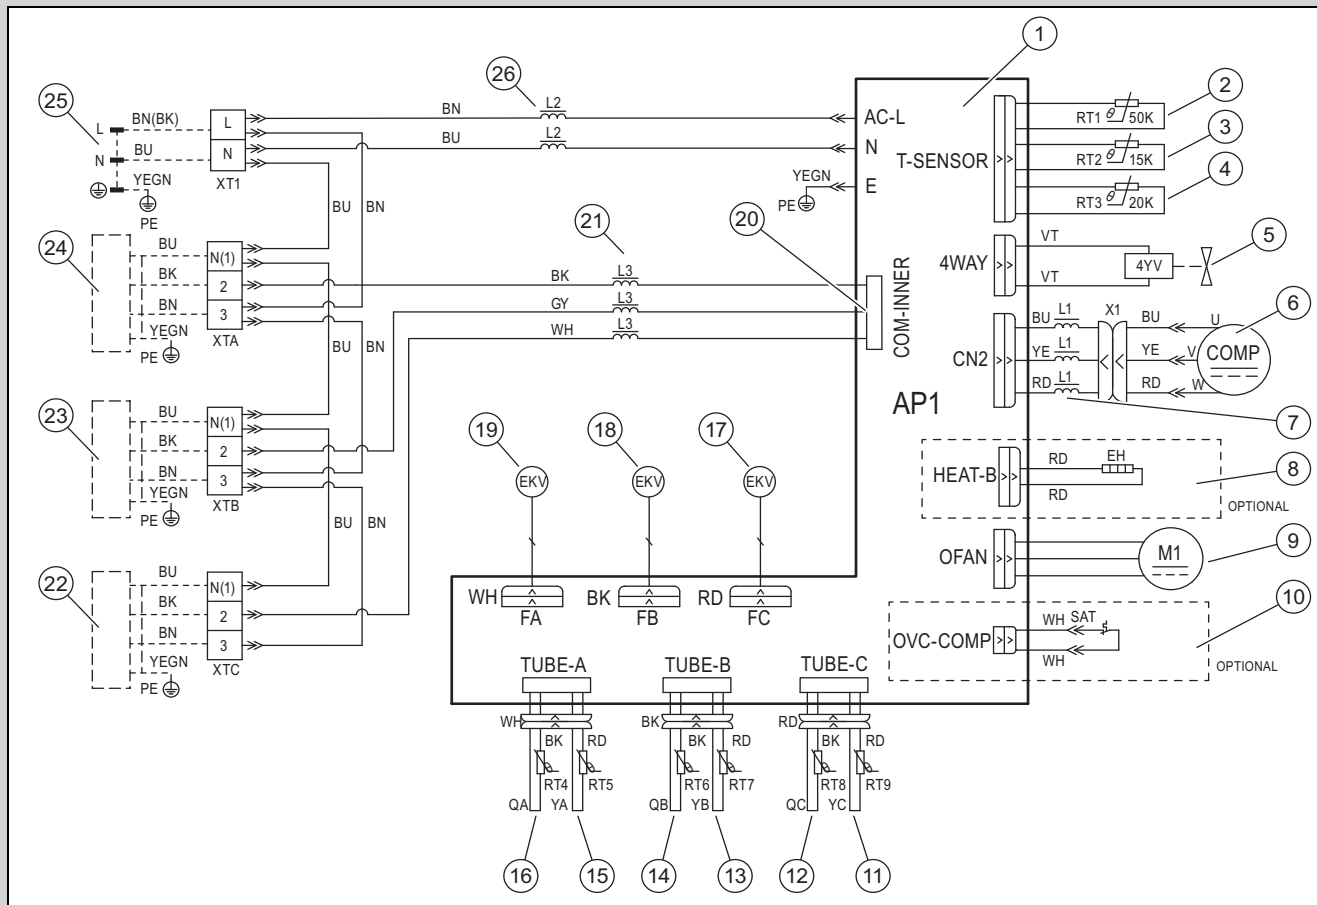 1
26
25
L
BN(BK)
L
BN
L2
AC-L
2
RT1
50K
N
BU
N
BU
L2
N
3
T-SENSOR
RT2
15K
YEGN
XT1
YEGN
E
4
PE
PE
RT3
20K
BU
BN
24
21
20
BU
N(1)
4WAY
VT
4YV
5
VT
BK
2
BK
L3
BN
3
GY
L3
YEGN
XTA
WH
L3
PE
BU
BN
COM-INNER
CN2
BU
L1
X1
BU
U
6
YE
L1
YE
V
COMP
RD
L1
RD
W
AP1
7
23
BU
N(1)
19
18
17
BK
2
BN
3
YEGN
XTB
PE
EKV
EKV
EKV
HEAT-B
RD
EH
8
RD
OPTIONAL
BU
BN
OFAN
M1
9
22
BU
N(1)
BK
2
BN
3
YEGN
XTC
PE
WH
BK
RD
FA
FB
FC
10
OVC-COMP
WH
SAT
WH
OPTIONAL
TUBE-A
TUBE-B
TUBE-C
WH
BK
RD
BK
RD
BK
RD
BK
RD
RT4
RT5
RT6
RT7
RT8
RT9
QA
YA
QB
YB
QC
YC
16
15
14
13
12
11